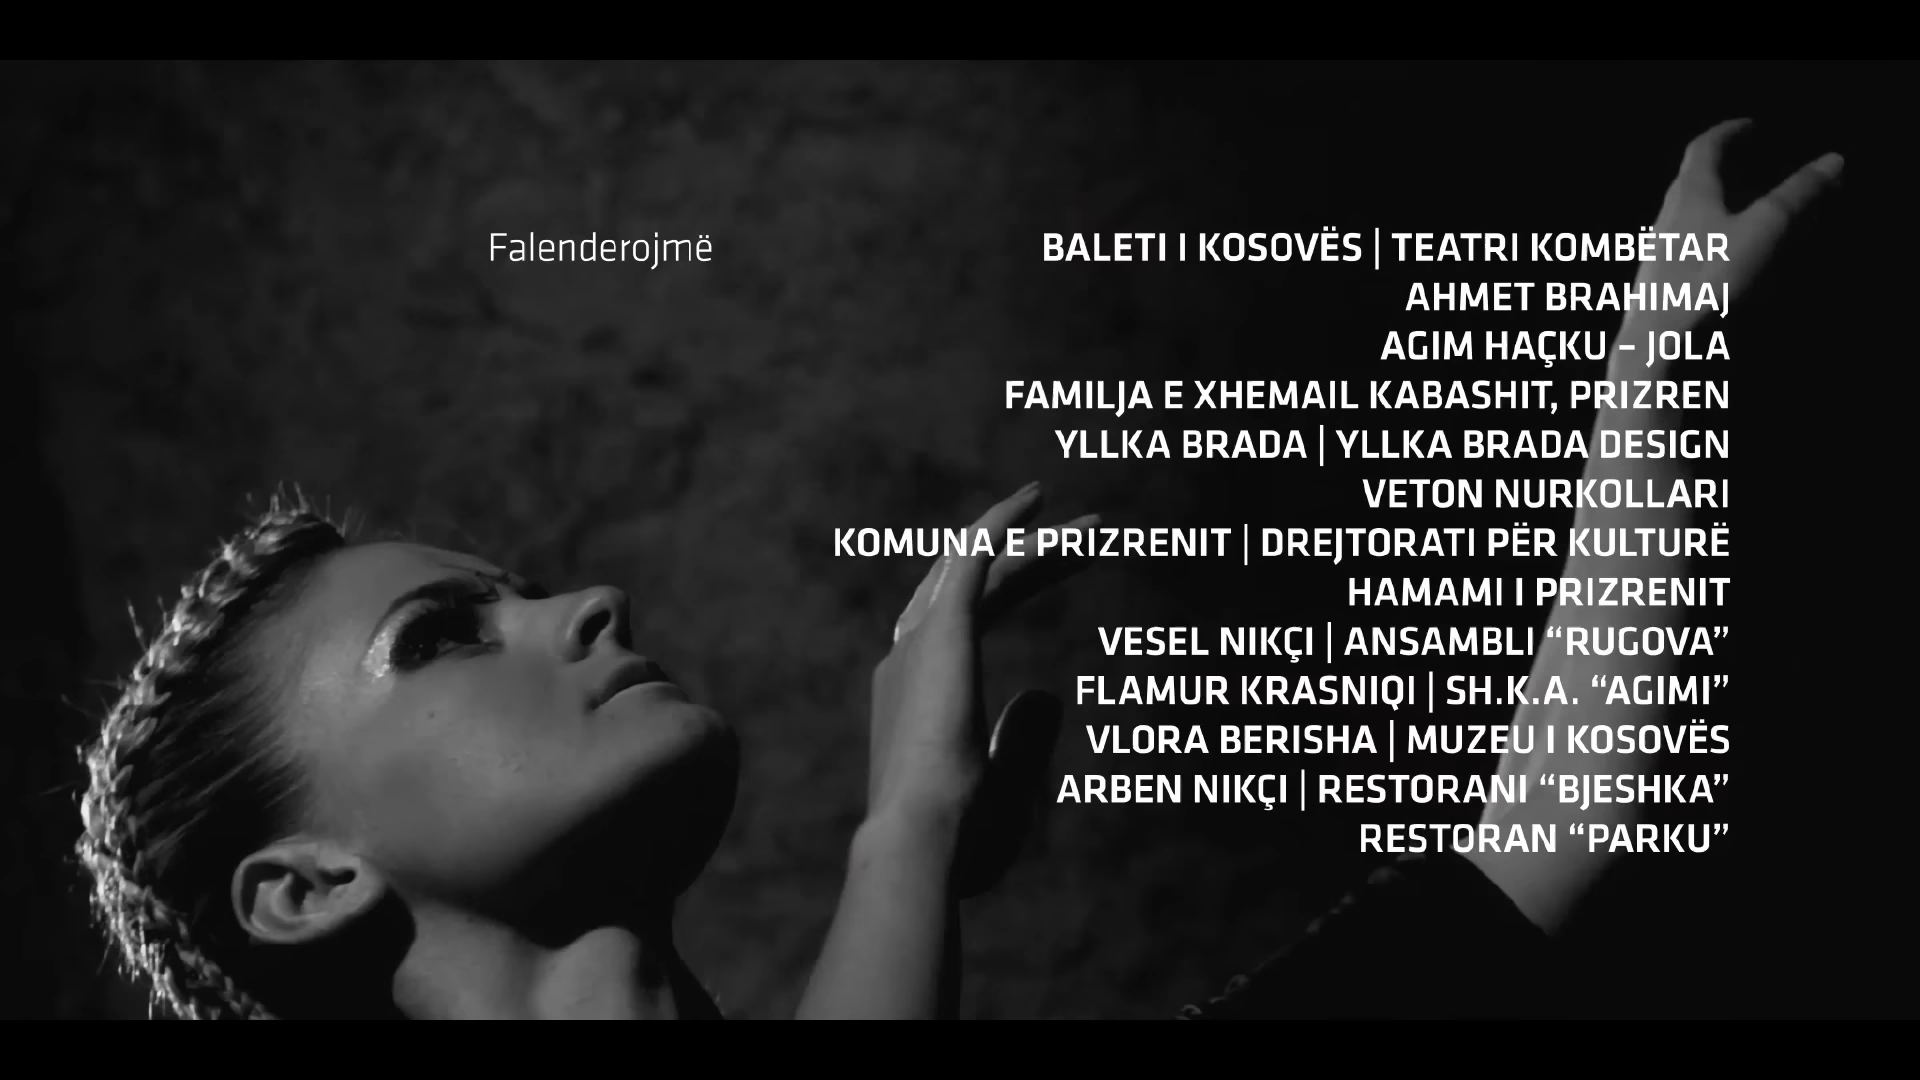 Falenderojmë
BALETI I KOSOVËS | TEATRI KOMBËTAR
AHMET BRAHIMAJ
AGIM HAÇKU – JOLA
FAMILJA E XHEMAIL KABASHIT, PRIZREN
YLLKA BRADA | YLLKA BRADA DESIGN
VETON NURKOLLARI
KOMUNA E PRIZRENIT | DREJTORATI PËR KULTURË
HAMAMI I PRIZRENIT
VESEL NIKÇI | ANSAMBLI “RUGOVA”
FLAMUR KRASNIQI | SH.K.A. “AGIMI”
VLORA BERISHA | MUZEU I KOSOVËS
ARBEN NIKÇI | RESTORANI “BJESHKA”
RESTORAN “PARKU”